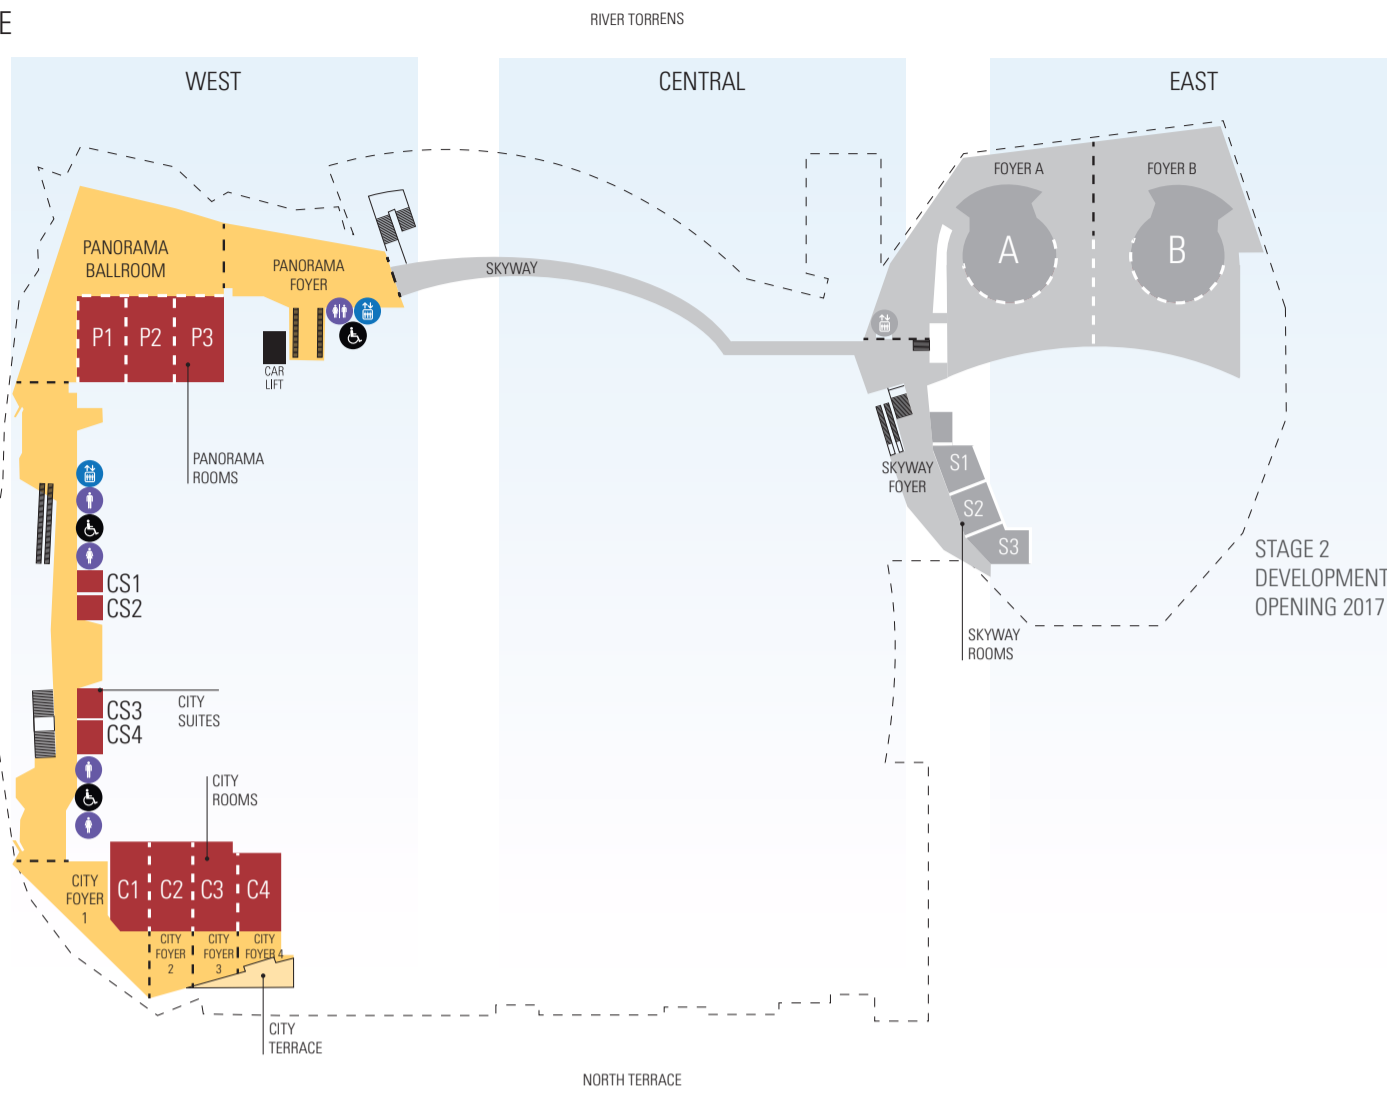 E
RIVER TORRENS
WEST
CENTRAL
EAST
FOYER A
FOYER B
PANORAMA
BALLROOM
PANORAMA
FOYER
SKYWAY
A
B
P1
P2
P3
CAR
LIFT
PANORAMA
ROOMS
SKYWAY
FOYER
S1
S2
S3
STAGE 2
DEVELOPMENT
OPENING 2017
SKYWAY
ROOMS
CS1
CS2
CITY
SUITES
CS3
CS4
CITY
ROOMS
CITY
FOYER
1
C1
C2
C3
C4
CITY
FOYER
2
CITY
FOYER
3
CITY
FOYER 4
CITY
TERRACE
NORTH TERRACE